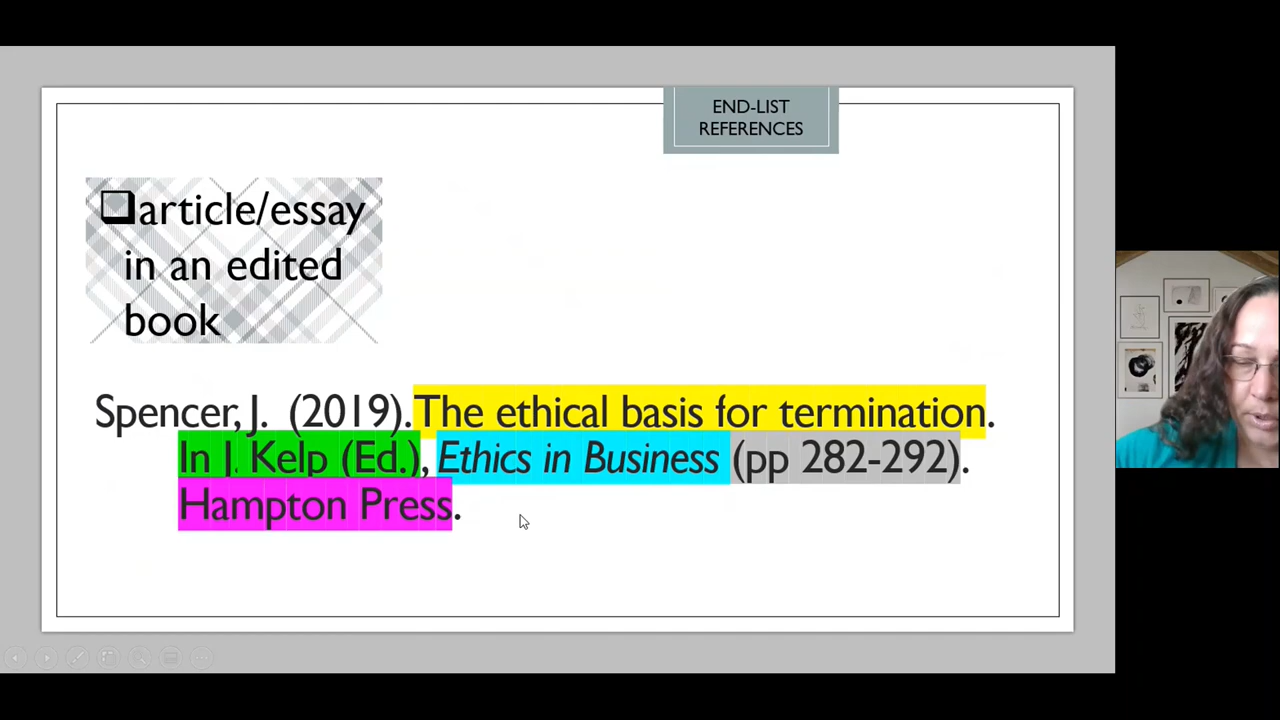 END-LIST
REFERENCES
article/essay
in an edited
book
Spencer, J. (2019). The ethical basis for termination.
In J. Kelp (Ed.), Ethics in Business (pp 282-292).
Hampton Press.